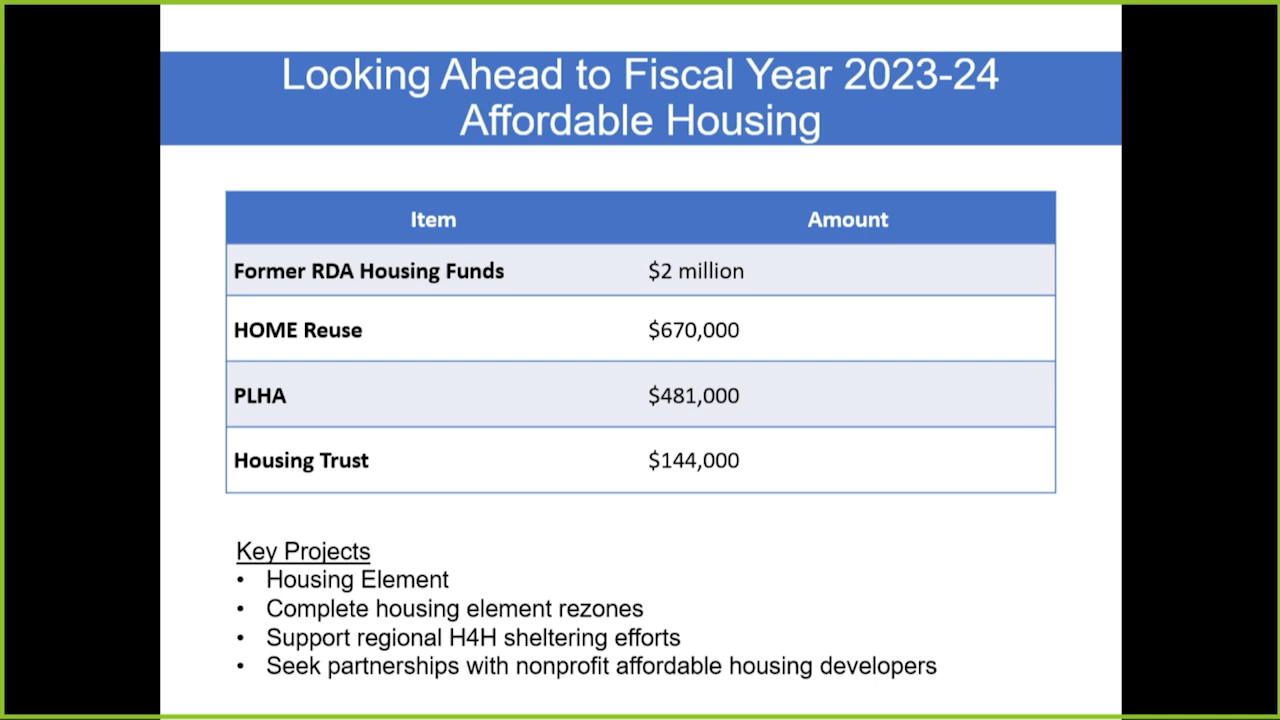 Looking Ahead to Fiscal Year 2023-24
Affordable Housing
Item Amount
Former RDA Housing Funds $2 million
HOME Reuse $670,000
PLHA $481,000
Housing Trust $144,000
Key Projects
• Housing Element
• Complete housing element rezones
• Support regional H4H sheltering efforts
• Seek partnerships with nonprofit affordable housing developers